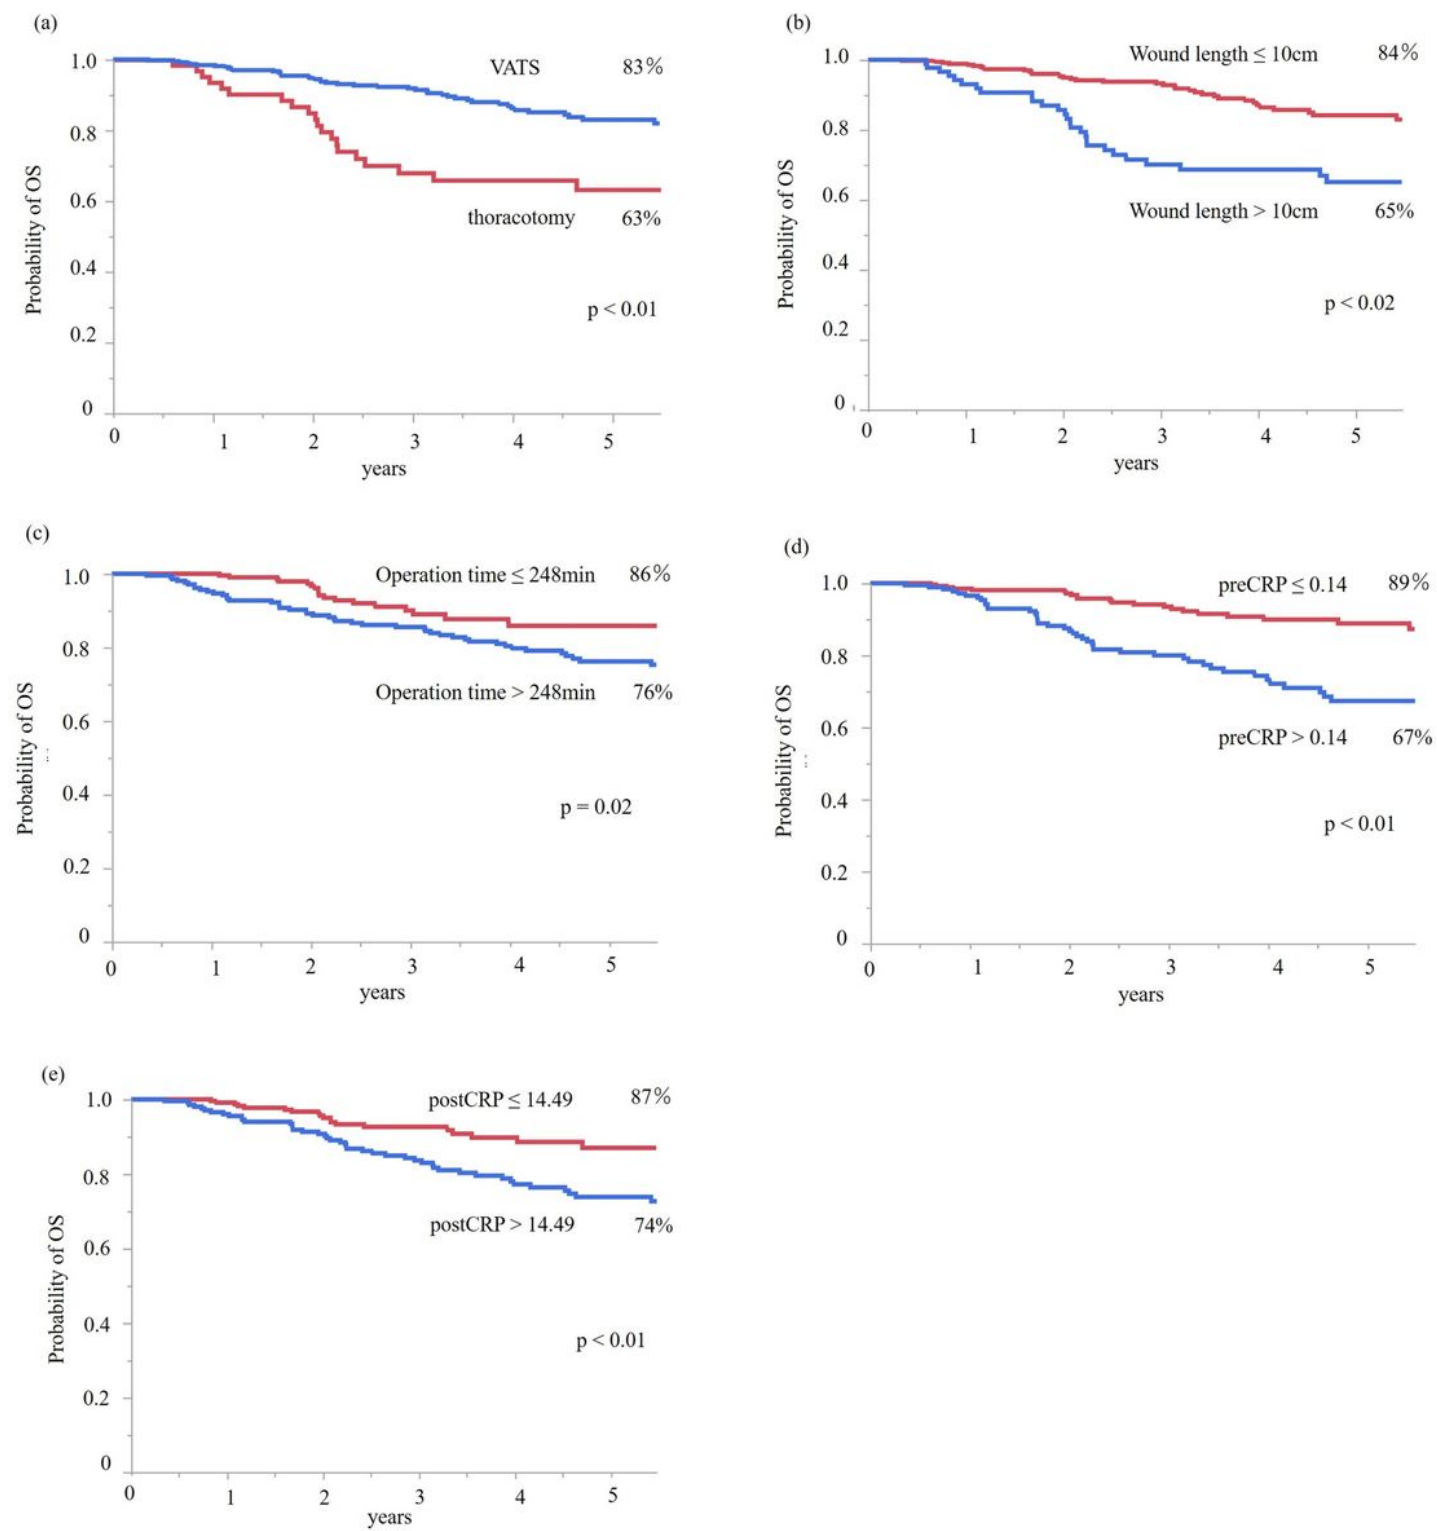 (a)
1.0
0.8
0.6
0.4
0.2
0
Probability of OS
VATS 83%
thoracotomy 63%
p < 0.01
0 1 2 3 4 5
years
(b)
1.0
0.8
0.6
0.4
0.2
0
Probability of OS
Wound length ≤ 10cm 84%
Wound length > 10cm 65%
p < 0.02
0 1 2 3 4 5
years
(c)
1.0
0.8
0.6
0.4
0.2
0
Probability of OS
Operation time ≤ 248min 86%
Operation time > 248min 76%
p = 0.02
0 1 2 3 4 5
years
(d)
1.0
0.8
0.6
0.4
0.2
0
Probability of OS
preCRP ≤ 0.14 89%
preCRP > 0.14 67%
p < 0.01
0 1 2 3 4 5
years
(e)
1.0
0.8
0.6
0.4
0.2
0
Probability of OS
postCRP ≤ 14.49 87%
postCRP > 14.49 74%
p < 0.01
0 1 2 3 4 5
years